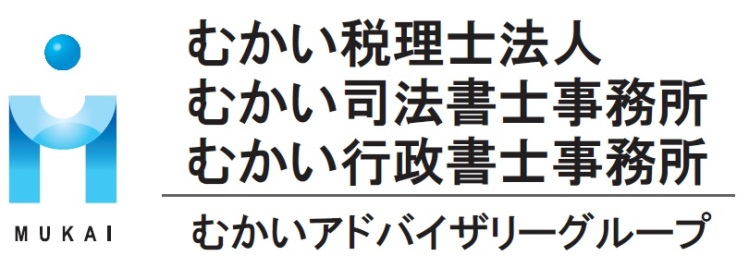 むかい税理士法人
むかい司法書士事務所
むかい行政書士事務所
むかいアドバイザリーグループ
MUKAI